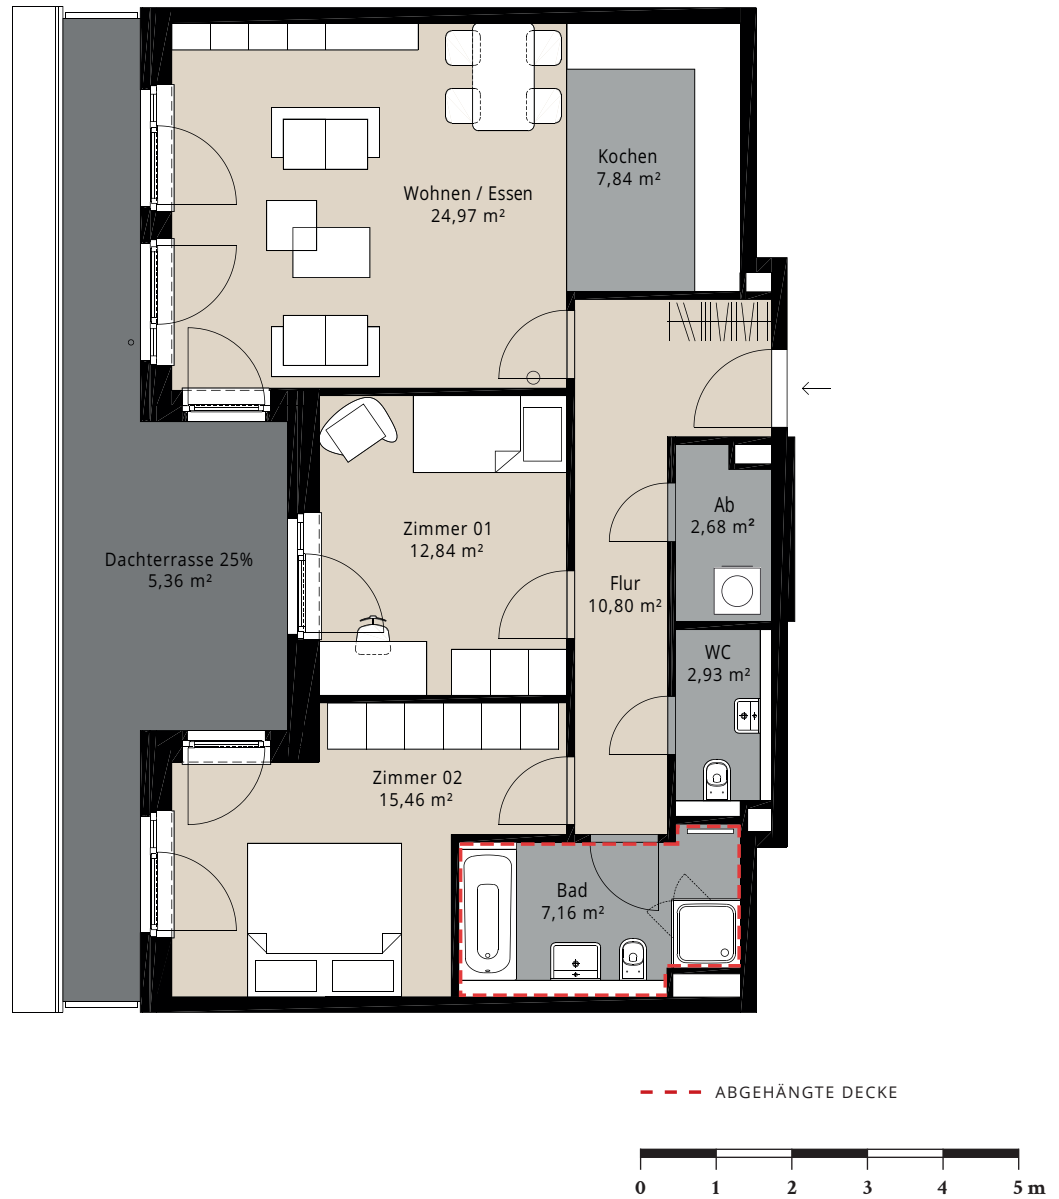 Kochen
7,84 m²
Wohnen / Essen
24,97 m²
Ab
2,68 m²
Zimmer 01
12,84 m²
Dachterrasse 25%
5,36 m²
Flur
10,80 m²
WC
2,93 m²
Zimmer 02
15,46 m²
Bad
7,16 m²
ABGEHÄNGTE DECKE
0 1 2 3 4 5 m